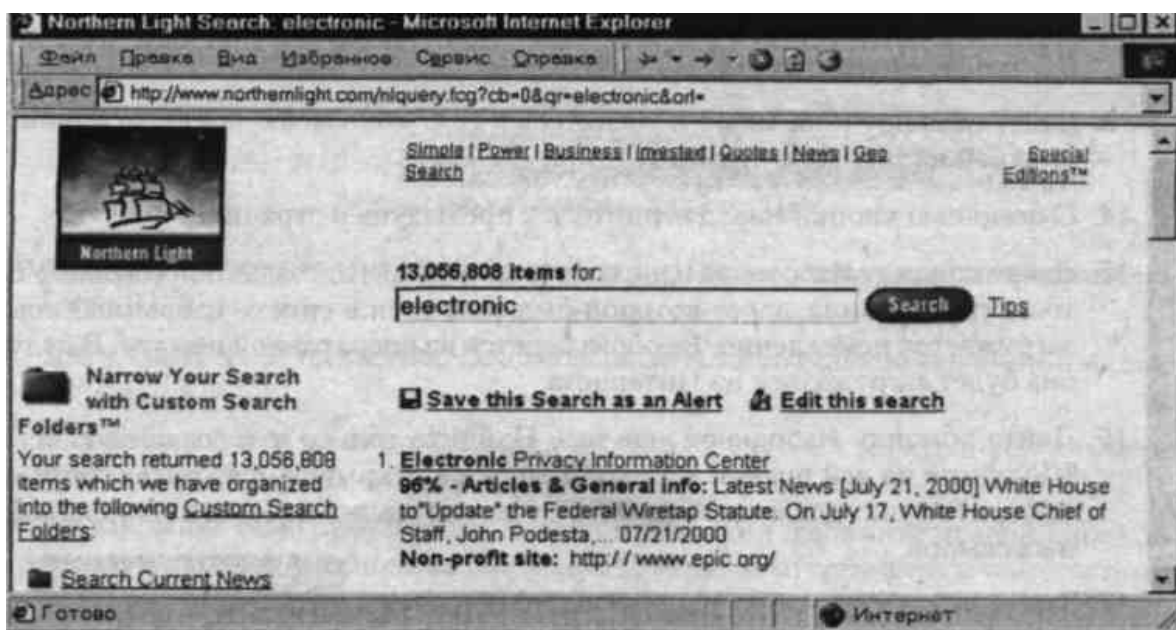 Northern Light Search: electronic - Microsoft Internet Explorer
Файл Правка Вид Избранное Сервис Справка
Адрес http://www.northernlight.com/nlquery.fcg?cb=0&qr=electronic&orl=
Simple | Power | Business | Investext | Quotes | News | Geo
Search
Special
Editions™
Northern Light
13,056,808 items for:
electronic Search Tips
Narrow Your Search
with Custom Search
Folders™
Your search returned 13,056,808
items which we have organized
into the following Custom Search
Folders:
Search Current News
Save this Search as an Alert Edit this search
1. Electronic Privacy Information Center
96% - Articles & General info: Latest News [July 21, 2000] White House
to"Update" the Federal Wiretap Statute. On July 17, White House Chief of
Staff, John Podesta,... 07/21/2000
Non-profit site: http://www.epic.org/
Готово Интернет